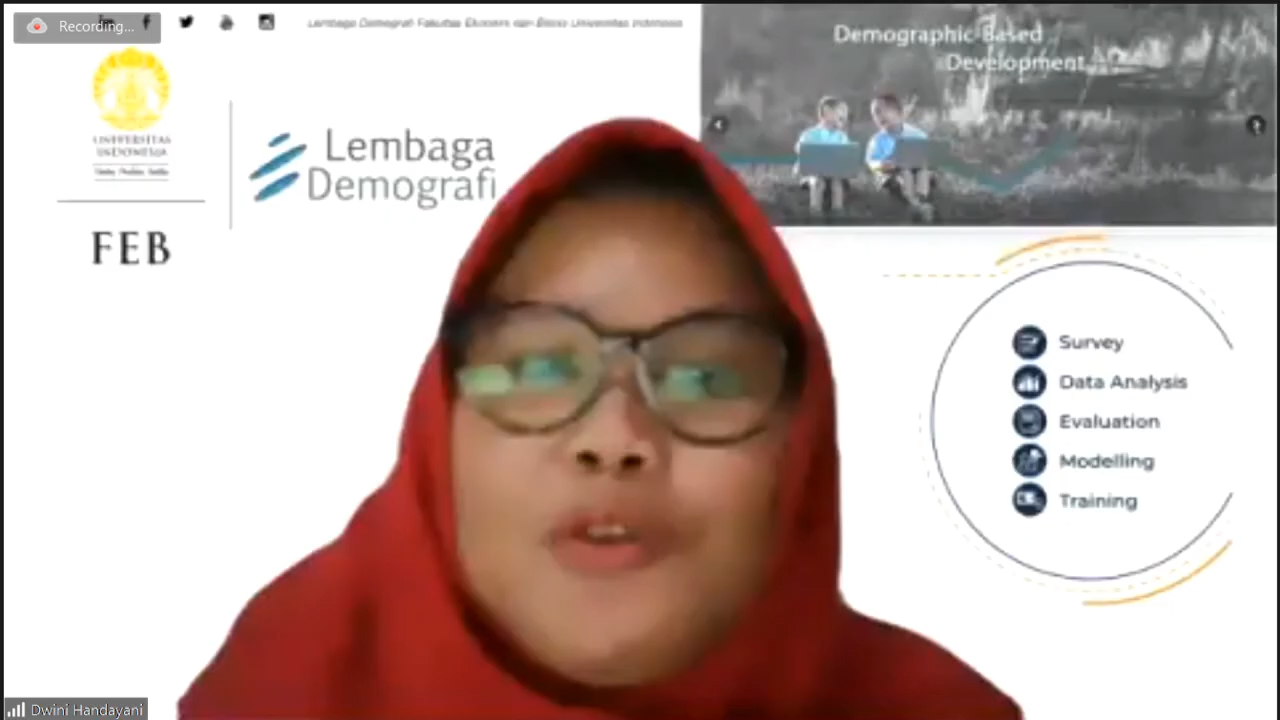 Recording...
Lembaga Demografi Fakultas Ekonomi dan Bisnis Universitas Indonesia
Demographic Based
Development
UNIVERSITAS
INDONESIA
Lembaga
Demografi
FEB
Survey
Data Analysis
Evaluation
Modelling
Training
Dwini Handayani